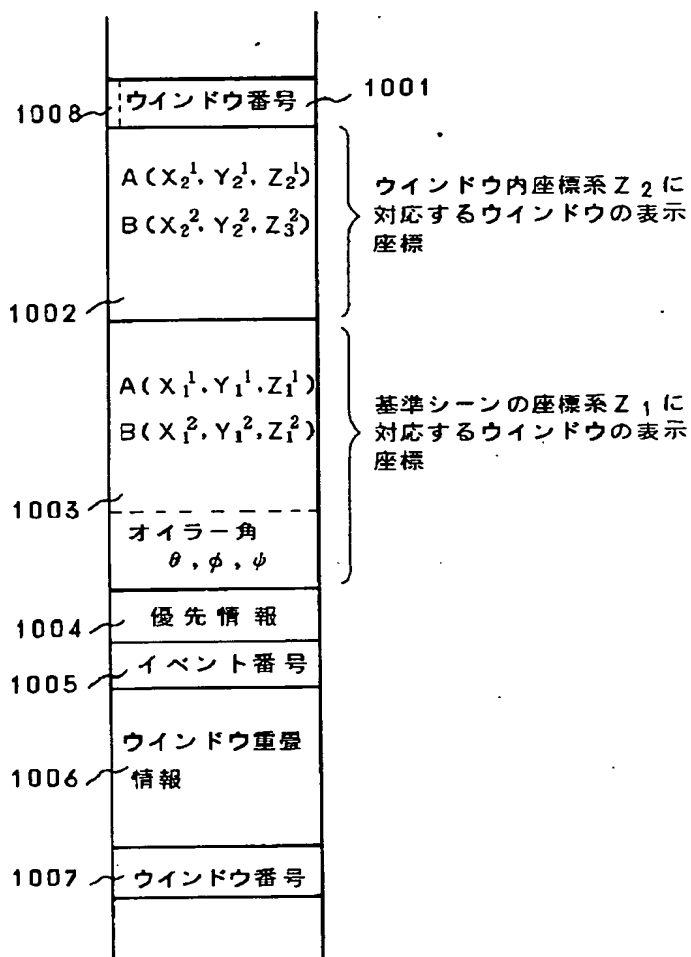 1008 ウインドウ番号 1001
A(X₂¹, Y₂¹, Z₂¹)
B(X₂², Y₂², Z₃²)
1002
ウインドウ内座標系Z₂に
対応するウインドウの表示
座標
A(X₁¹, Y₁¹, Z₁¹)
B(X₁², Y₁², Z₁²)
1003
オイラー角
θ, φ, ψ
基準シーンの座標系Z₁に
対応するウインドウの表示
座標
1004 優先情報
1005 イベント番号
ウインドウ重畳
1006 情報
1007 ウインドウ番号